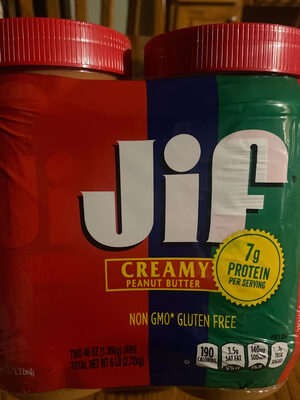 Jif
CREAMY
PEANUT BUTTER
7g
PROTEIN
PER SERVING
NON GMO* GLUTEN FREE
TWO 48 OZ (1.36kg) JARS
TOTAL NET WT 6 LB (2.72kg)
190
CALORIES
3.5g
SAT FAT
140mg
SODIUM
TOTAL